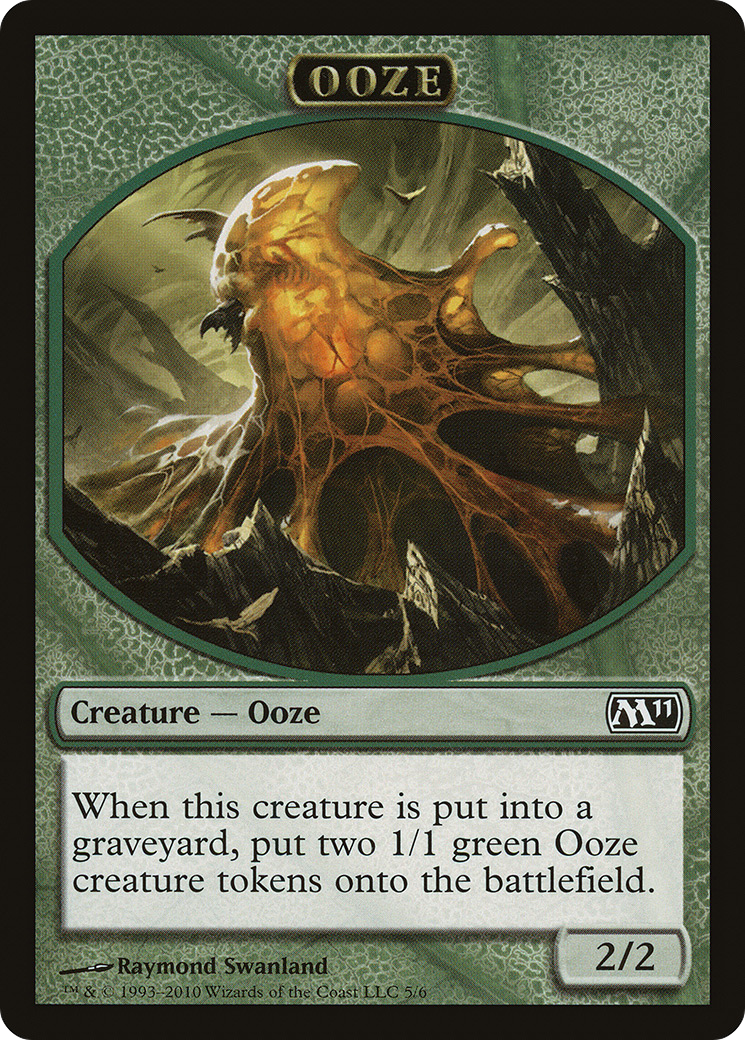 OOZE
Creature — Ooze
M11
When this creature is put into a
graveyard, put two 1/1 green Ooze
creature tokens onto the battlefield.
2/2
Raymond Swanland
™ & © 1993–2010 Wizards of the Coast LLC 5/6